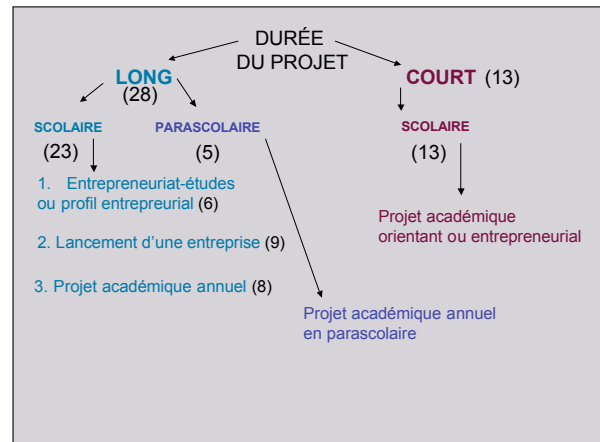 DURÉE
DU PROJET
LONG
(28)
COURT (13)
SCOLAIRE
(23)
PARASCOLAIRE
(5)
SCOLAIRE
(13)
1. Entrepreneuriat-études
ou profil entrepreurial (6)
2. Lancement d'une entreprise (9)
3. Projet académique annuel (8)
Projet académique annuel
en parascolaire
Projet académique
orientant ou entrepreneurial